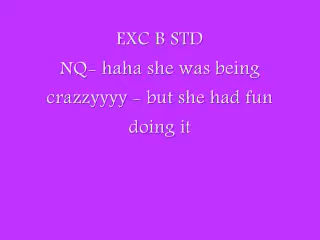 EXC B STD
NQ- haha she was being
crazzyyyy - but she had fun
doing it